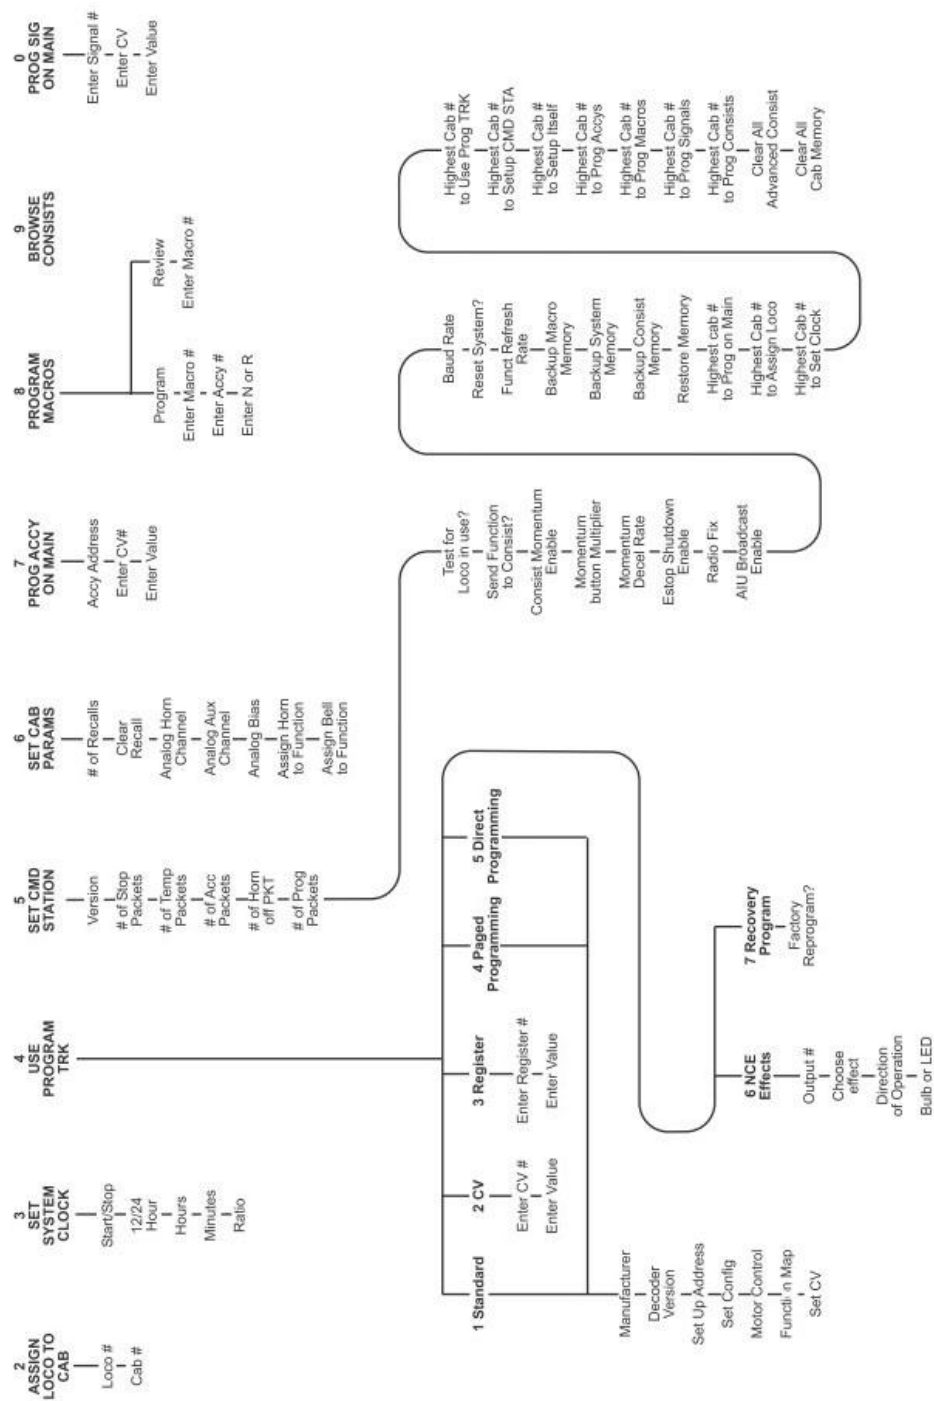 2
ASSIGN
LOCO TO
CAB
Loco #
Cab #
3
SET
SYSTEM
CLOCK
Start/Stop
12/24
Hour
Hours
Minutes
Ratio
4
USE
PROGRAM
TRK
1 Standard
Manufacturer
Decoder
Version
Set Up Address
Set Config
Motor Control
Function Map
Set CV
2 CV
Enter CV #
Enter Value
3 Register
Enter Register #
Enter Value
4 Paged
Programming
5 Direct
Programming
6 NCE
Effects
Output #
Choose
effect
Direction
of Operation
Bulb or LED
7 Recovery
Program
Factory
Reprogram?
5
SET CMD
STATION
Version
# of Stop
Packets
# of Temp
Packets
# of Acc
Packets
# of Horn
off PKT
# of Prog
Packets
Test for
Loco in use?
Send Function
to Consist?
Consist Momentum
Enable
Momentum
button Multiplier
Momentum
Decel Rate
Estop Shutdown
Enable
Radio Fix
AIU Broadcast
Enable
Baud Rate
Reset System?
Funct Refresh
Rate
Backup Macro
Memory
Backup System
Memory
Backup Consist
Memory
Restore Memory
Highest cab #
to Prog on Main
Highest Cab #
to Assign Loco
Highest Cab #
to Set Clock
Highest Cab #
to Use Prog TRK
Highest Cab #
to Setup CMD STA
Highest Cab #
to Setup Itself
Highest Cab #
to Prog Accys
Highest Cab #
to Prog Macros
Highest Cab #
to Prog Signals
Highest Cab #
to Prog Consists
Clear All
Advanced Consist
Clear All
Cab Memory
6
SET CAB
PARAMS
# of Recalls
Clear
Recall
Analog Horn
Channel
Analog Aux
Channel
Analog Bias
Assign Horn
to Function
Assign Bell
to Function
7
PROG ACCY
ON MAIN
Accy Address
Enter CV#
Enter Value
8
PROGRAM
MACROS
Program
Enter Macro #
Enter Accy #
Enter N or R
Review
Enter Macro #
9
BROWSE
CONSISTS
0
PROG SIG
ON MAIN
Enter Signal #
Enter CV
Enter Value